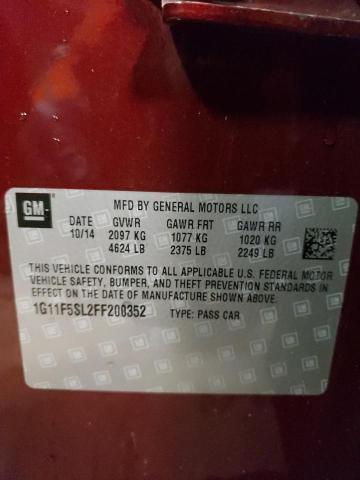 GM
MFD BY GENERAL MOTORS LLC
10/14 GVWR GAWR FRT GAWR RR
2097 KG 1077 KG 1020 KG
4624 LB 2375 LB 2249 LB
THIS VEHICLE CONFORMS TO ALL APPLICABLE U.S. FEDERAL MOTOR
VEHICLE SAFETY, BUMPER, AND THEFT PREVENTION STANDARDS
IN EFFECT ON THE DATE OF MANUFACTURE SHOWN ABOVE.
1G11F5SL2FF208352 TYPE: PASS CAR